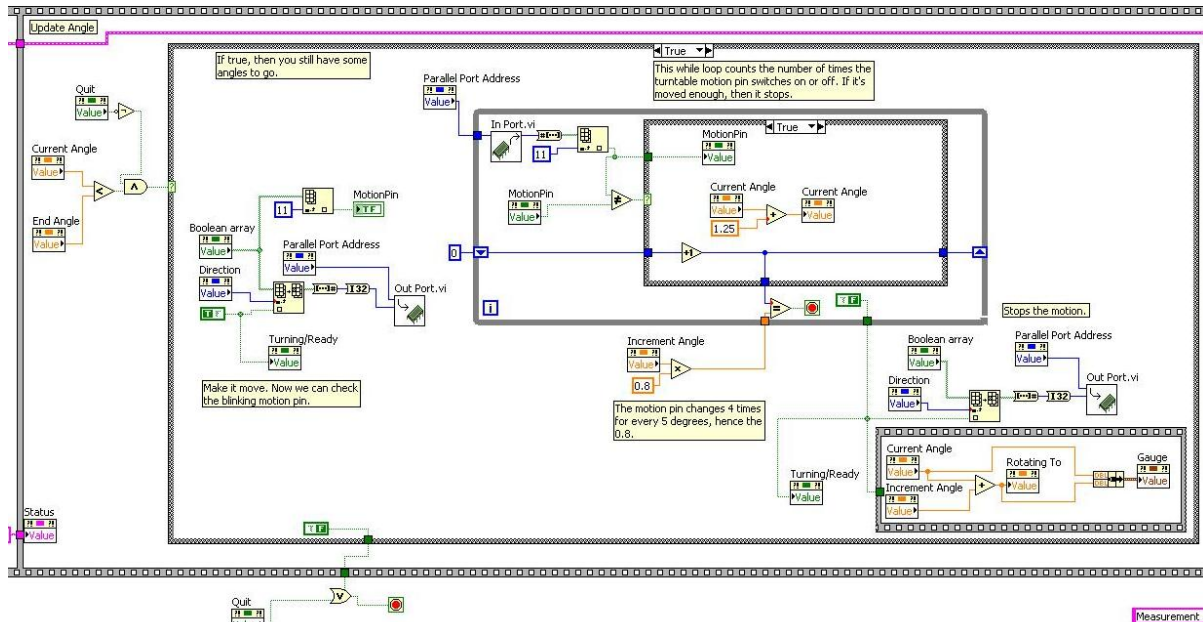 Update Angle
True
If true, then you still have some
angles to go.
This while loop counts the number of times the
turntable motion pin switches on or off. If it's
moved enough, then it stops.
Quit
Value
Parallel Port Address
Value
In Port.vi
11
True
MotionPin
Value
Current Angle
Value
End Angle
Value
11
MotionPin
TF
MotionPin
Value
Current Angle
Value
1.25
Current Angle
Value
Boolean array
Value
Parallel Port Address
Value
Direction
Value
I32
Out Port.vi
T F
0
+1
i
=
T F
Stops the motion.
Turning/Ready
Value
Increment Angle
Value
0.8
Make it move. Now we can check
the blinking motion pin.
The motion pin changes 4 times
for every 5 degrees, hence the
0.8.
Boolean array
Value
Parallel Port Address
Value
Direction
Value
I32
Out Port.vi
Turning/Ready
Value
Current Angle
Value
Increment Angle
Value
Rotating To
Value
DBL
DBL
Gauge
Value
Status
Value
T F
Quit
Measurement